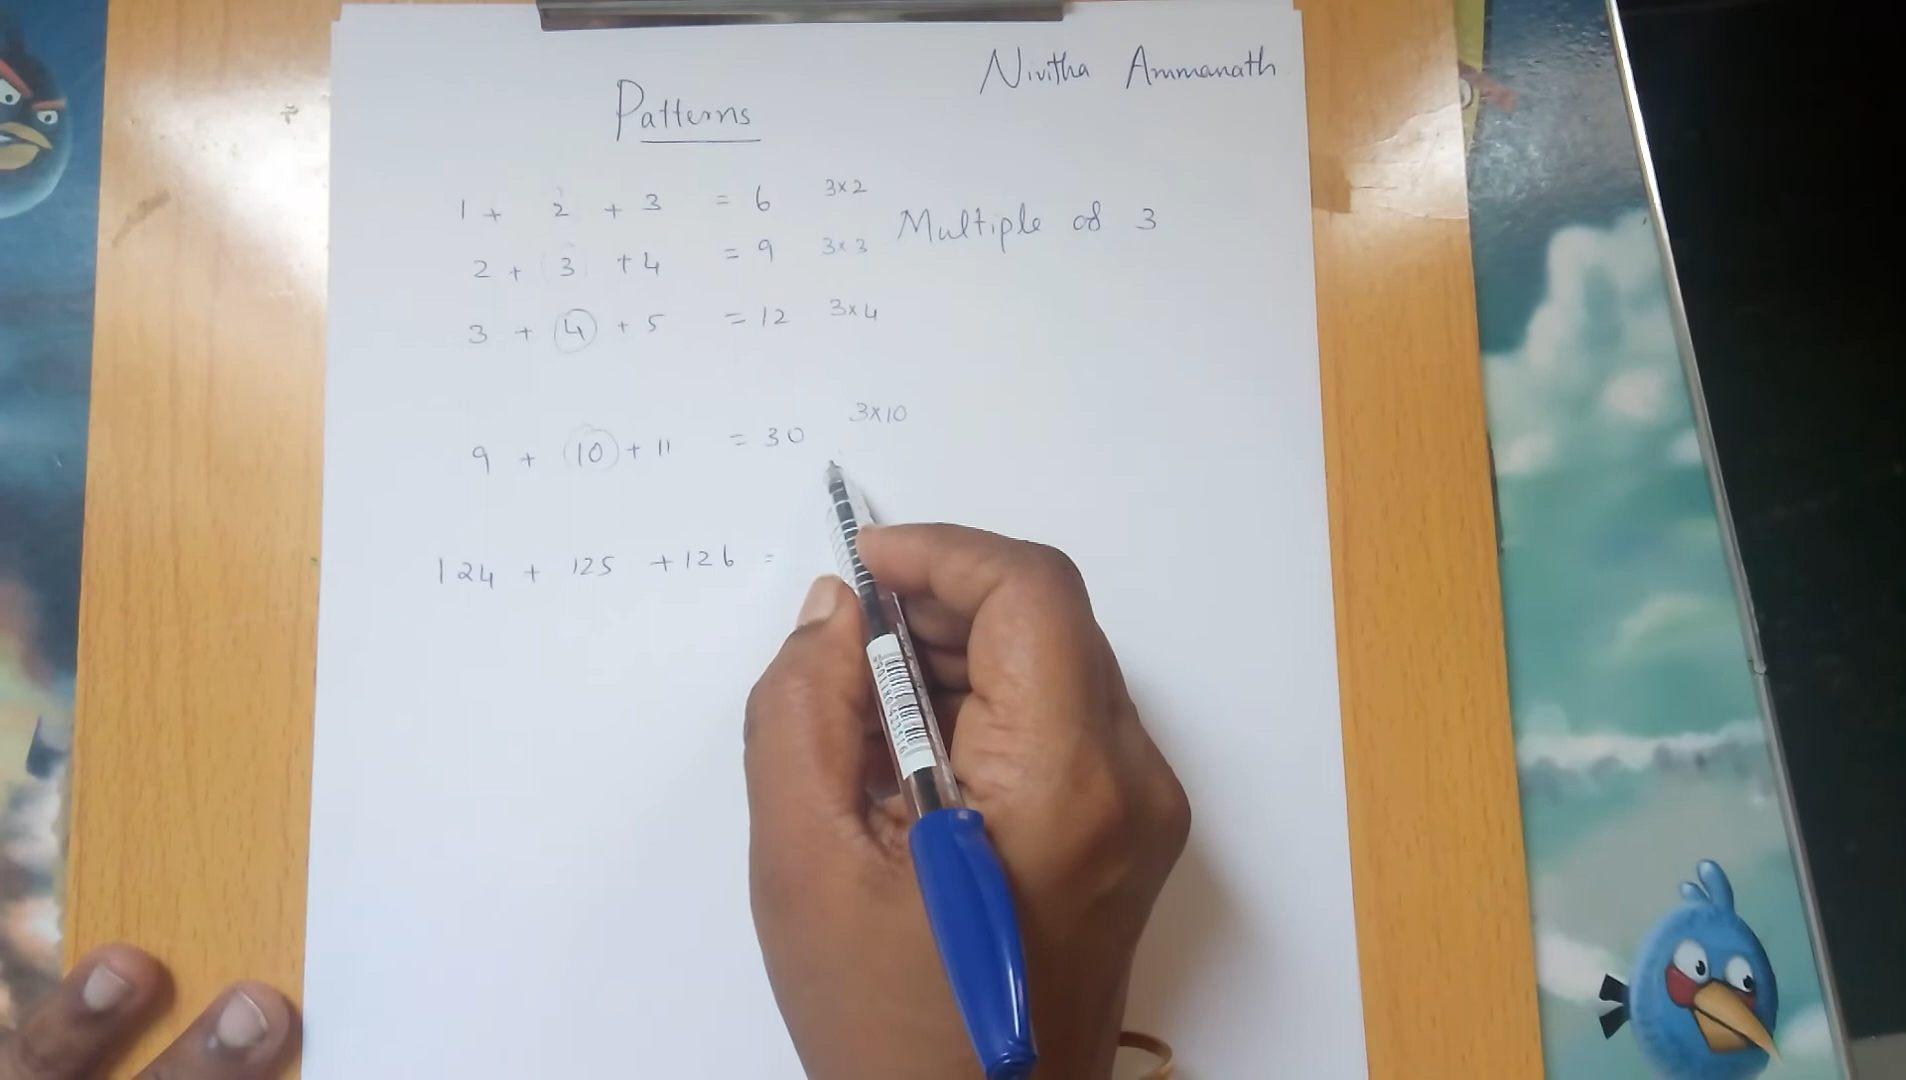 Nivitha Ammanath
Patterns
1 + 2 + 3 = 6 3x2
Multiple of 3
2 + 3 + 4 = 9 3x3
3 + 4 + 5 = 12 3x4
9 + 10 + 11 = 30 3x10
124 + 125 + 126 =